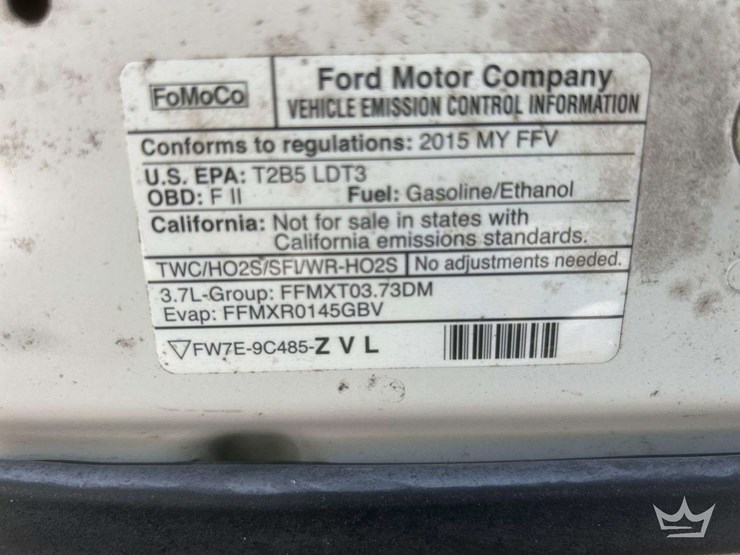 FoMoCo
Ford Motor Company
VEHICLE EMISSION CONTROL INFORMATION
Conforms to regulations: 2015 MY FFV
U.S. EPA: T2B5 LDT3
OBD: F II Fuel: Gasoline/Ethanol
California: Not for sale in states with
California emissions standards.
TWC/HO2S/SFI/WR-HO2S No adjustments needed.
3.7L-Group: FFMXT03.73DM
Evap: FFMXR0145GBV
FW7E-9C485-Z V L